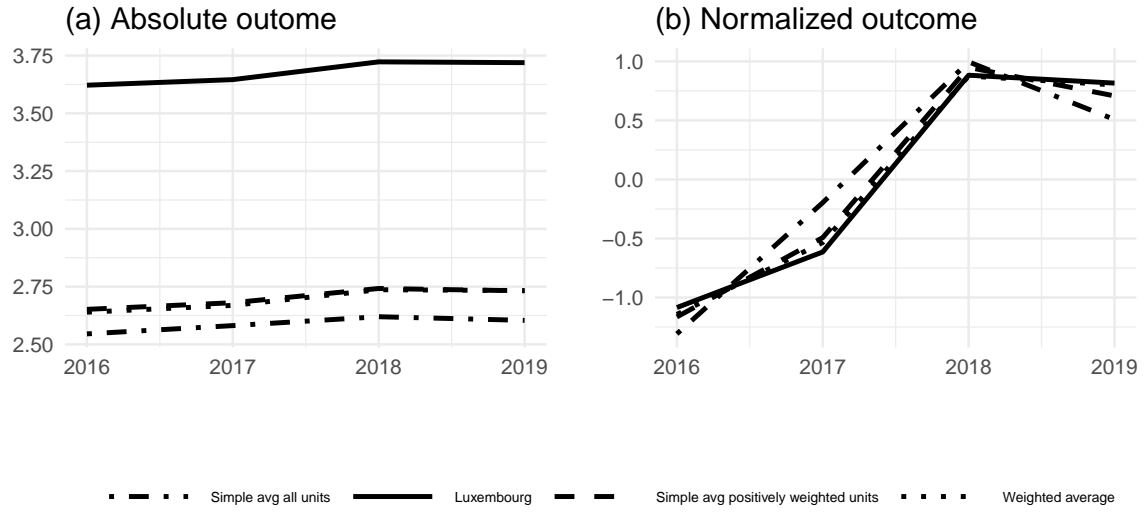 (a) Absolute outome
3.75
3.50
3.25
3.00
2.75
2.50
2016 2017 2018 2019
(b) Normalized outcome
1.0
0.5
0.0
−0.5
−1.0
2016 2017 2018 2019
Simple avg all units Luxembourg Simple avg positively weighted units Weighted average